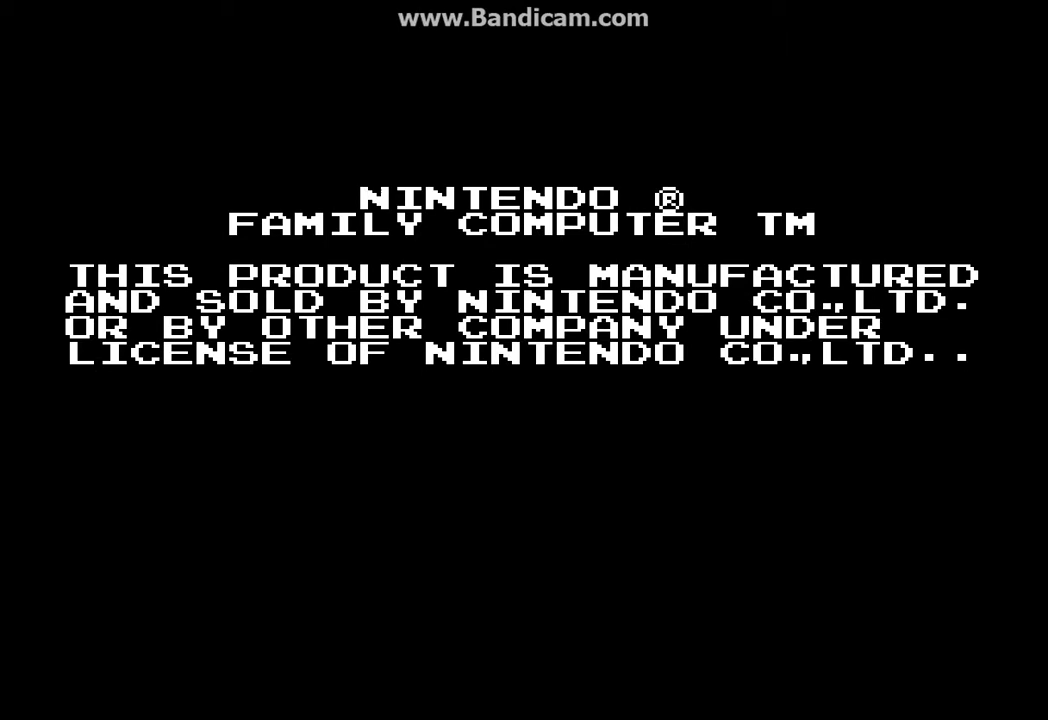 www.Bandicam.com
NINTENDO ®
FAMILY COMPUTER TM
THIS PRODUCT IS MANUFACTURED
AND SOLD BY NINTENDO CO.,LTD.
OR BY OTHER COMPANY UNDER
LICENSE OF NINTENDO CO.,LTD..